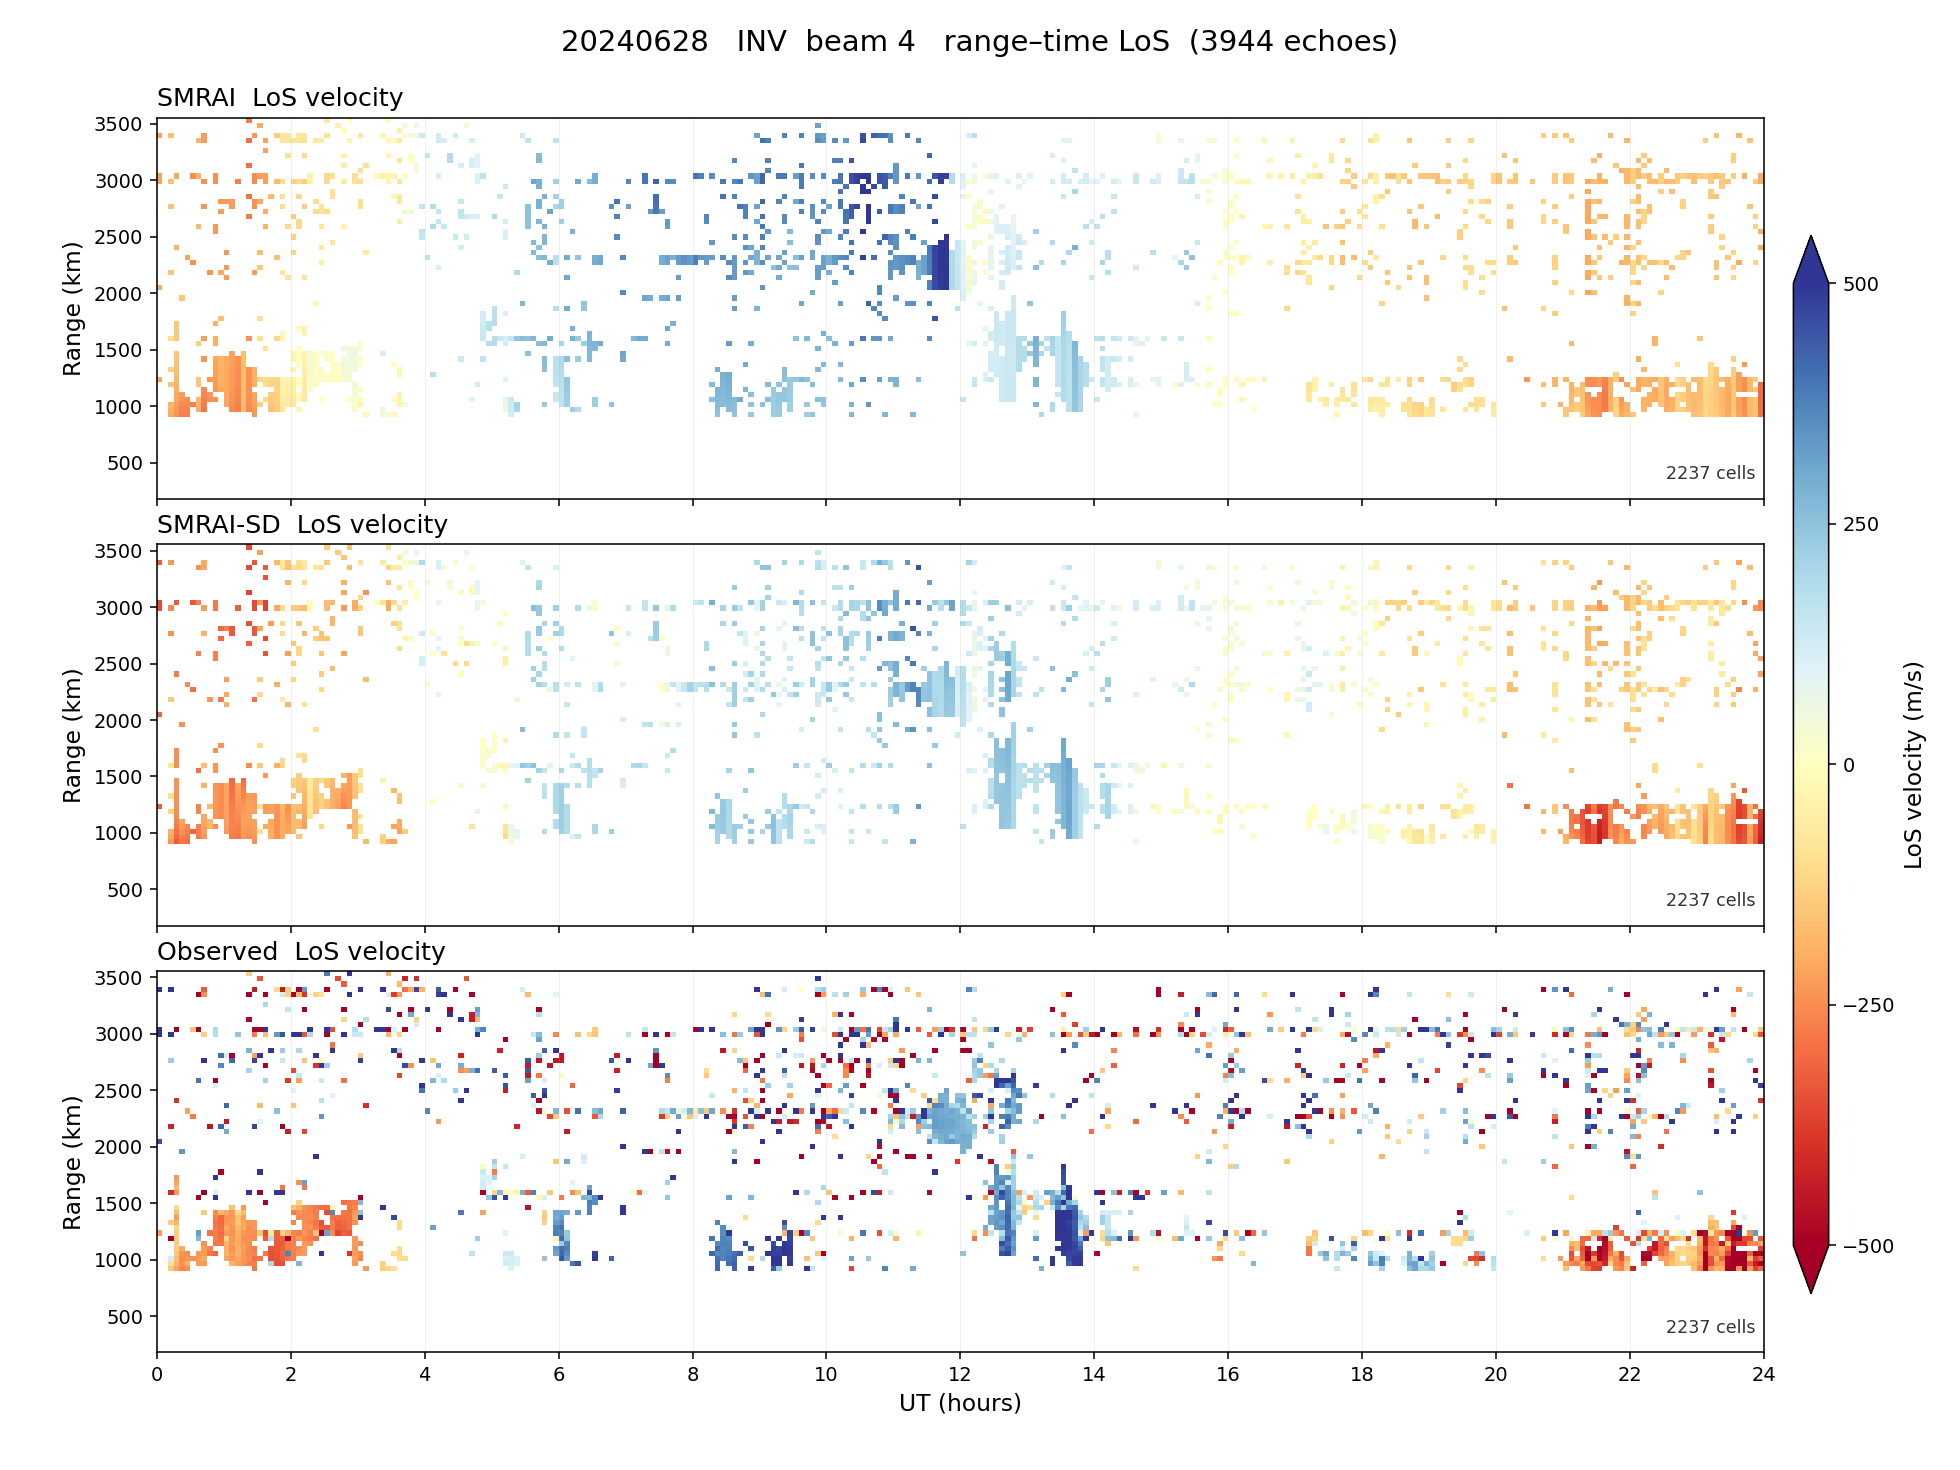 20240628 INV beam 4 range–time LoS (3944 echoes)
SMRAI LoS velocity
3500
3000
2500
2000
1500
1000
500
Range (km)
2237 cells
SMRAI-SD LoS velocity
3500
3000
2500
2000
1500
1000
500
Range (km)
2237 cells
Observed LoS velocity
3500
3000
2500
2000
1500
1000
500
Range (km)
2237 cells
0 2 4 6 8 10 12 14 16 18 20 22 24
UT (hours)
500
250
0
−250
−500
LoS velocity (m/s)